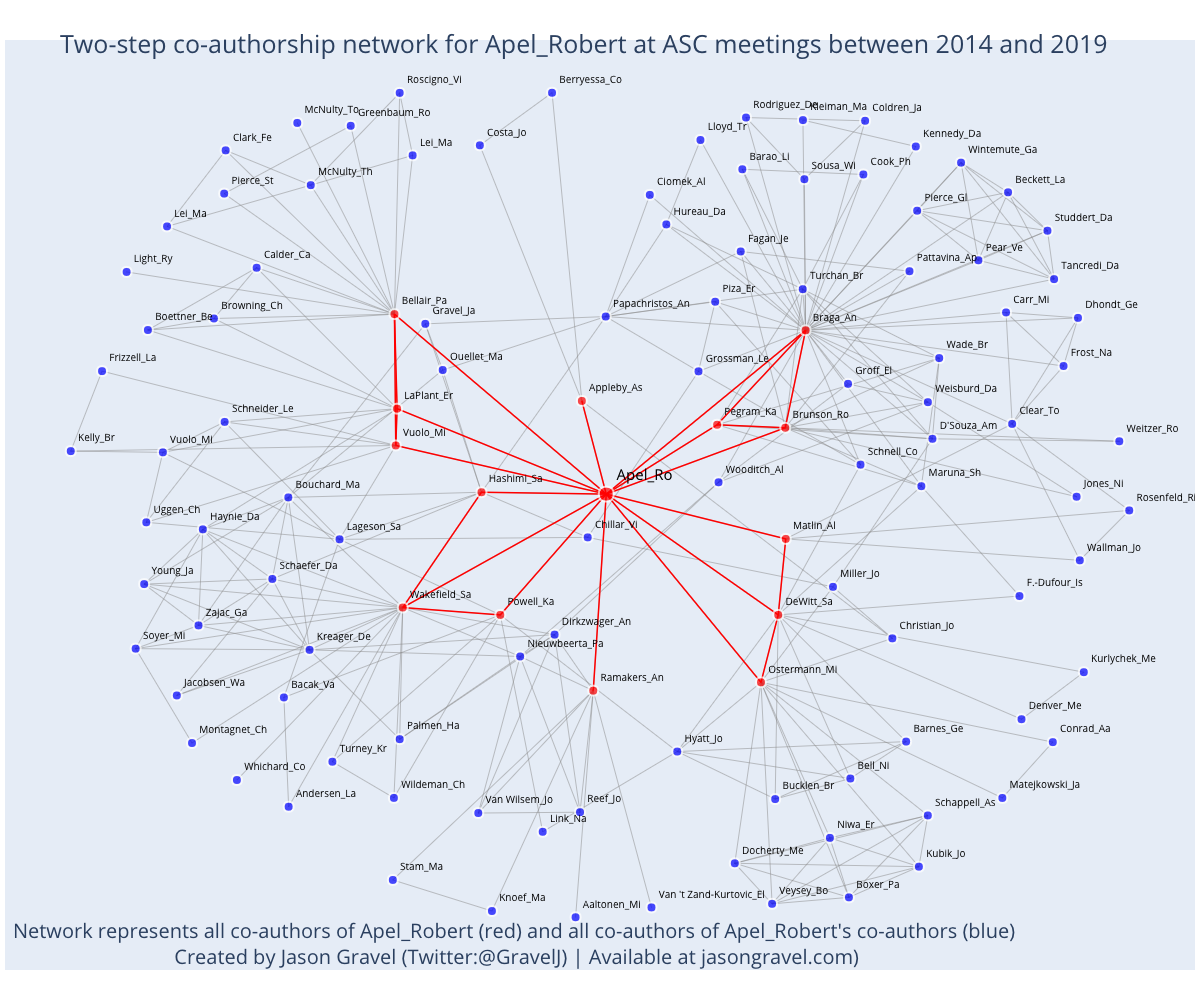 Two-step co-authorship network for Apel_Robert at ASC meetings between 2014 and 2019
Roscigno_Vi
Berryessa_Co
McNulty_To
Greenbaum_Ro
Rodriguez_De
Kleiman_Ma
Coldren_Ja
Clark_Fe
Lei_Ma
Costa_Jo
Lloyd_Tr
Kennedy_Da
Wintemute_Ga
Barao_Li
Sousa_Wi
Cook_Ph
Pierce_St
McNulty_Th
Ciomek_Al
Beckett_La
Lei_Ma
Hureau_Da
Pierce_Gl
Studdert_Da
Light_Ry
Calder_Ca
Fagan_Je
Pattavina_Ap
Pear_Ve
Tancredi_Da
Turchan_Br
Boettner_Be
Browning_Ch
Bellair_Pa
Gravel_Ja
Papachristos_An
Piza_Er
Braga_An
Carr_Mi
Dhondt_Ge
Frizzell_La
Ouellet_Ma
Grossman_Le
Wade_Br
Frost_Na
Appleby_As
Groff_El
Weisburd_Da
LaPlant_Er
Schneider_Le
Pegram_Ka
Brunson_Ro
D'Souza_Am
Clear_To
Weitzer_Ro
Kelly_Br
Vuolo_Mi
Vuolo_Mi
Schnell_Co
Apel_Ro
Wooditch_Al
Maruna_Sh
Bouchard_Ma
Hashimi_Sa
Jones_Ni
Rosenfeld_Ri
Uggen_Ch
Haynie_Da
Lageson_Sa
Chillar_Vi
Matlin_Al
Wallman_Jo
Young_Ja
Schaefer_Da
Miller_Jo
F.-Dufour_Is
Zajac_Ga
Wakefield_Sa
Powell_Ka
DeWitt_Sa
Soyer_Mi
Kreager_De
Dirkzwager_An
Nieuwbeerta_Pa
Christian_Jo
Jacobsen_Wa
Bacak_Va
Ramakers_An
Ostermann_Mi
Kurlychek_Me
Montagnet_Ch
Palmen_Ha
Denver_Me
Turney_Kr
Hyatt_Jo
Barnes_Ge
Conrad_Aa
Whichard_Co
Andersen_La
Wildeman_Ch
Bucklen_Br
Bell_Ni
Matejkowski_Ja
Van Wilsem_Jo
Reef_Jo
Link_Na
Schappell_As
Niwa_Er
Stam_Ma
Docherty_Me
Kubik_Jo
Knoef_Ma
Aaltonen_Mi
Van 't Zand-Kurtovic_El
Veysey_Bo
Boxer_Pa
Network represents all co-authors of Apel_Robert (red) and all co-authors of Apel_Robert's co-authors (blue)
Created by Jason Gravel (Twitter:@GravelJ) | Available at jasongravel.com)